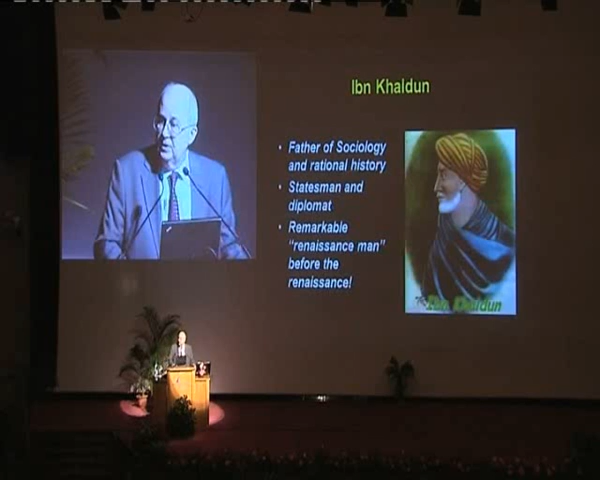 Ibn Khaldun
• Father of Sociology
and rational history
• Statesman and
diplomat
• Remarkable
"renaissance man"
before the
renaissance!
Ibn Khaldun